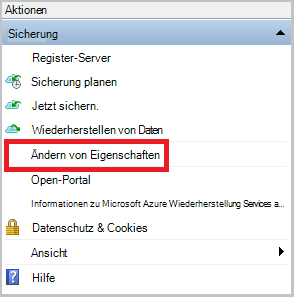 Aktionen
Sicherung
Register-Server
Sicherung planen
Jetzt sichern.
Wiederherstellen von Daten
Ändern von Eigenschaften
Open-Portal
Informationen zu Microsoft Azure Wiederherstellung Services a...
Datenschutz & Cookies
Ansicht
Hilfe